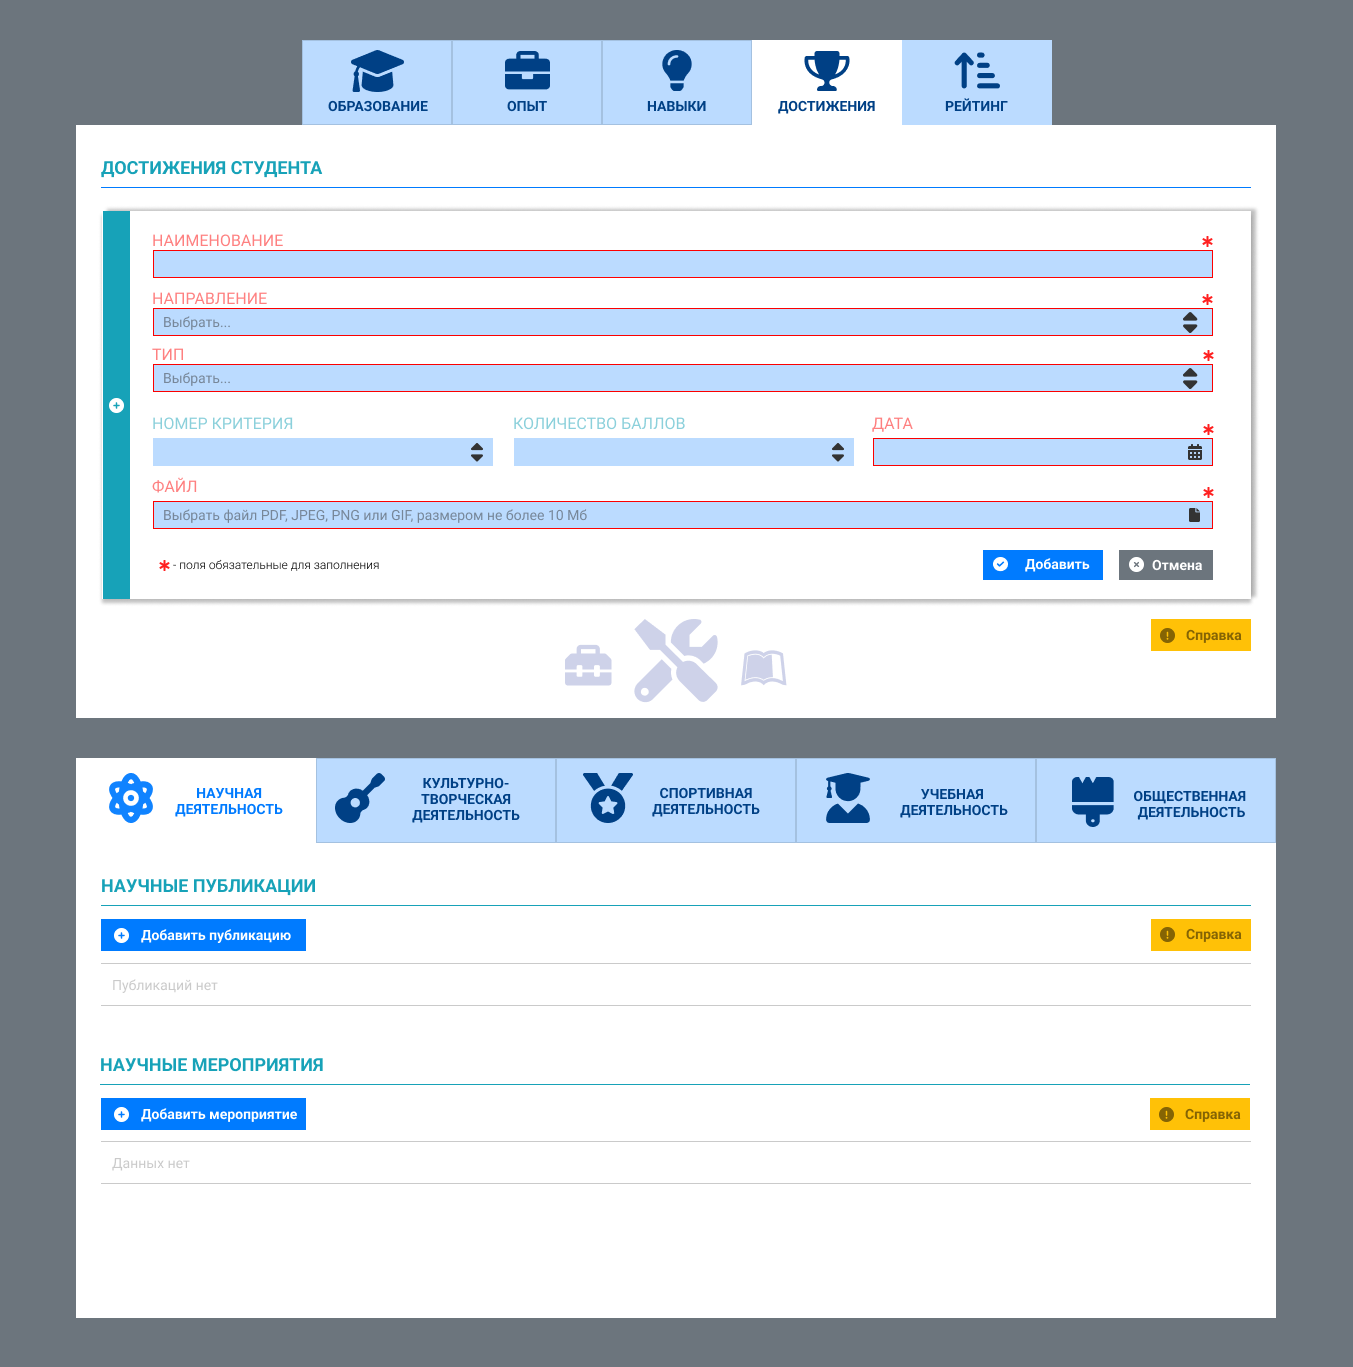 ОБРАЗОВАНИЕ
ОПЫТ
НАВЫКИ
ДОСТИЖЕНИЯ
РЕЙТИНГ
ДОСТИЖЕНИЯ СТУДЕНТА
НАИМЕНОВАНИЕ
*
НАПРАВЛЕНИЕ
*
Выбрать...
ТИП
*
Выбрать...
НОМЕР КРИТЕРИЯ
КОЛИЧЕСТВО БАЛЛОВ
ДАТА
*
ФАЙЛ
*
Выбрать файл PDF, JPEG, PNG или GIF, размером не более 10 Мб
* - поля обязательные для заполнения
Добавить
Отмена
Справка
НАУЧНАЯ
ДЕЯТЕЛЬНОСТЬ
КУЛЬТУРНО-
ТВОРЧЕСКАЯ
ДЕЯТЕЛЬНОСТЬ
СПОРТИВНАЯ
ДЕЯТЕЛЬНОСТЬ
УЧЕБНАЯ
ДЕЯТЕЛЬНОСТЬ
ОБЩЕСТВЕННАЯ
ДЕЯТЕЛЬНОСТЬ
НАУЧНЫЕ ПУБЛИКАЦИИ
Добавить публикацию
Справка
Публикаций нет
НАУЧНЫЕ МЕРОПРИЯТИЯ
Добавить мероприятие
Справка
Данных нет